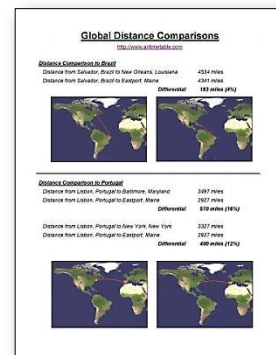 Global Distance Comparisons
http://www.airtimetable.com
Distance Comparison to Brazil
Distance from Salvador, Brazil to New Orleans, Louisiana 4534 miles
Distance from Salvador, Brazil to Eastport, Maine 4341 miles
Differential 193 miles (4%)
Distance Comparison to Portugal
Distance from Lisbon, Portugal to Baltimore, Maryland 3497 miles
Distance from Lisbon, Portugal to Eastport, Maine 2927 miles
Differential 510 miles (16%)
Distance from Lisbon, Portugal to New York, New York 3327 miles
Distance from Lisbon, Portugal to Eastport, Maine 2927 miles
Differential 400 miles (12%)